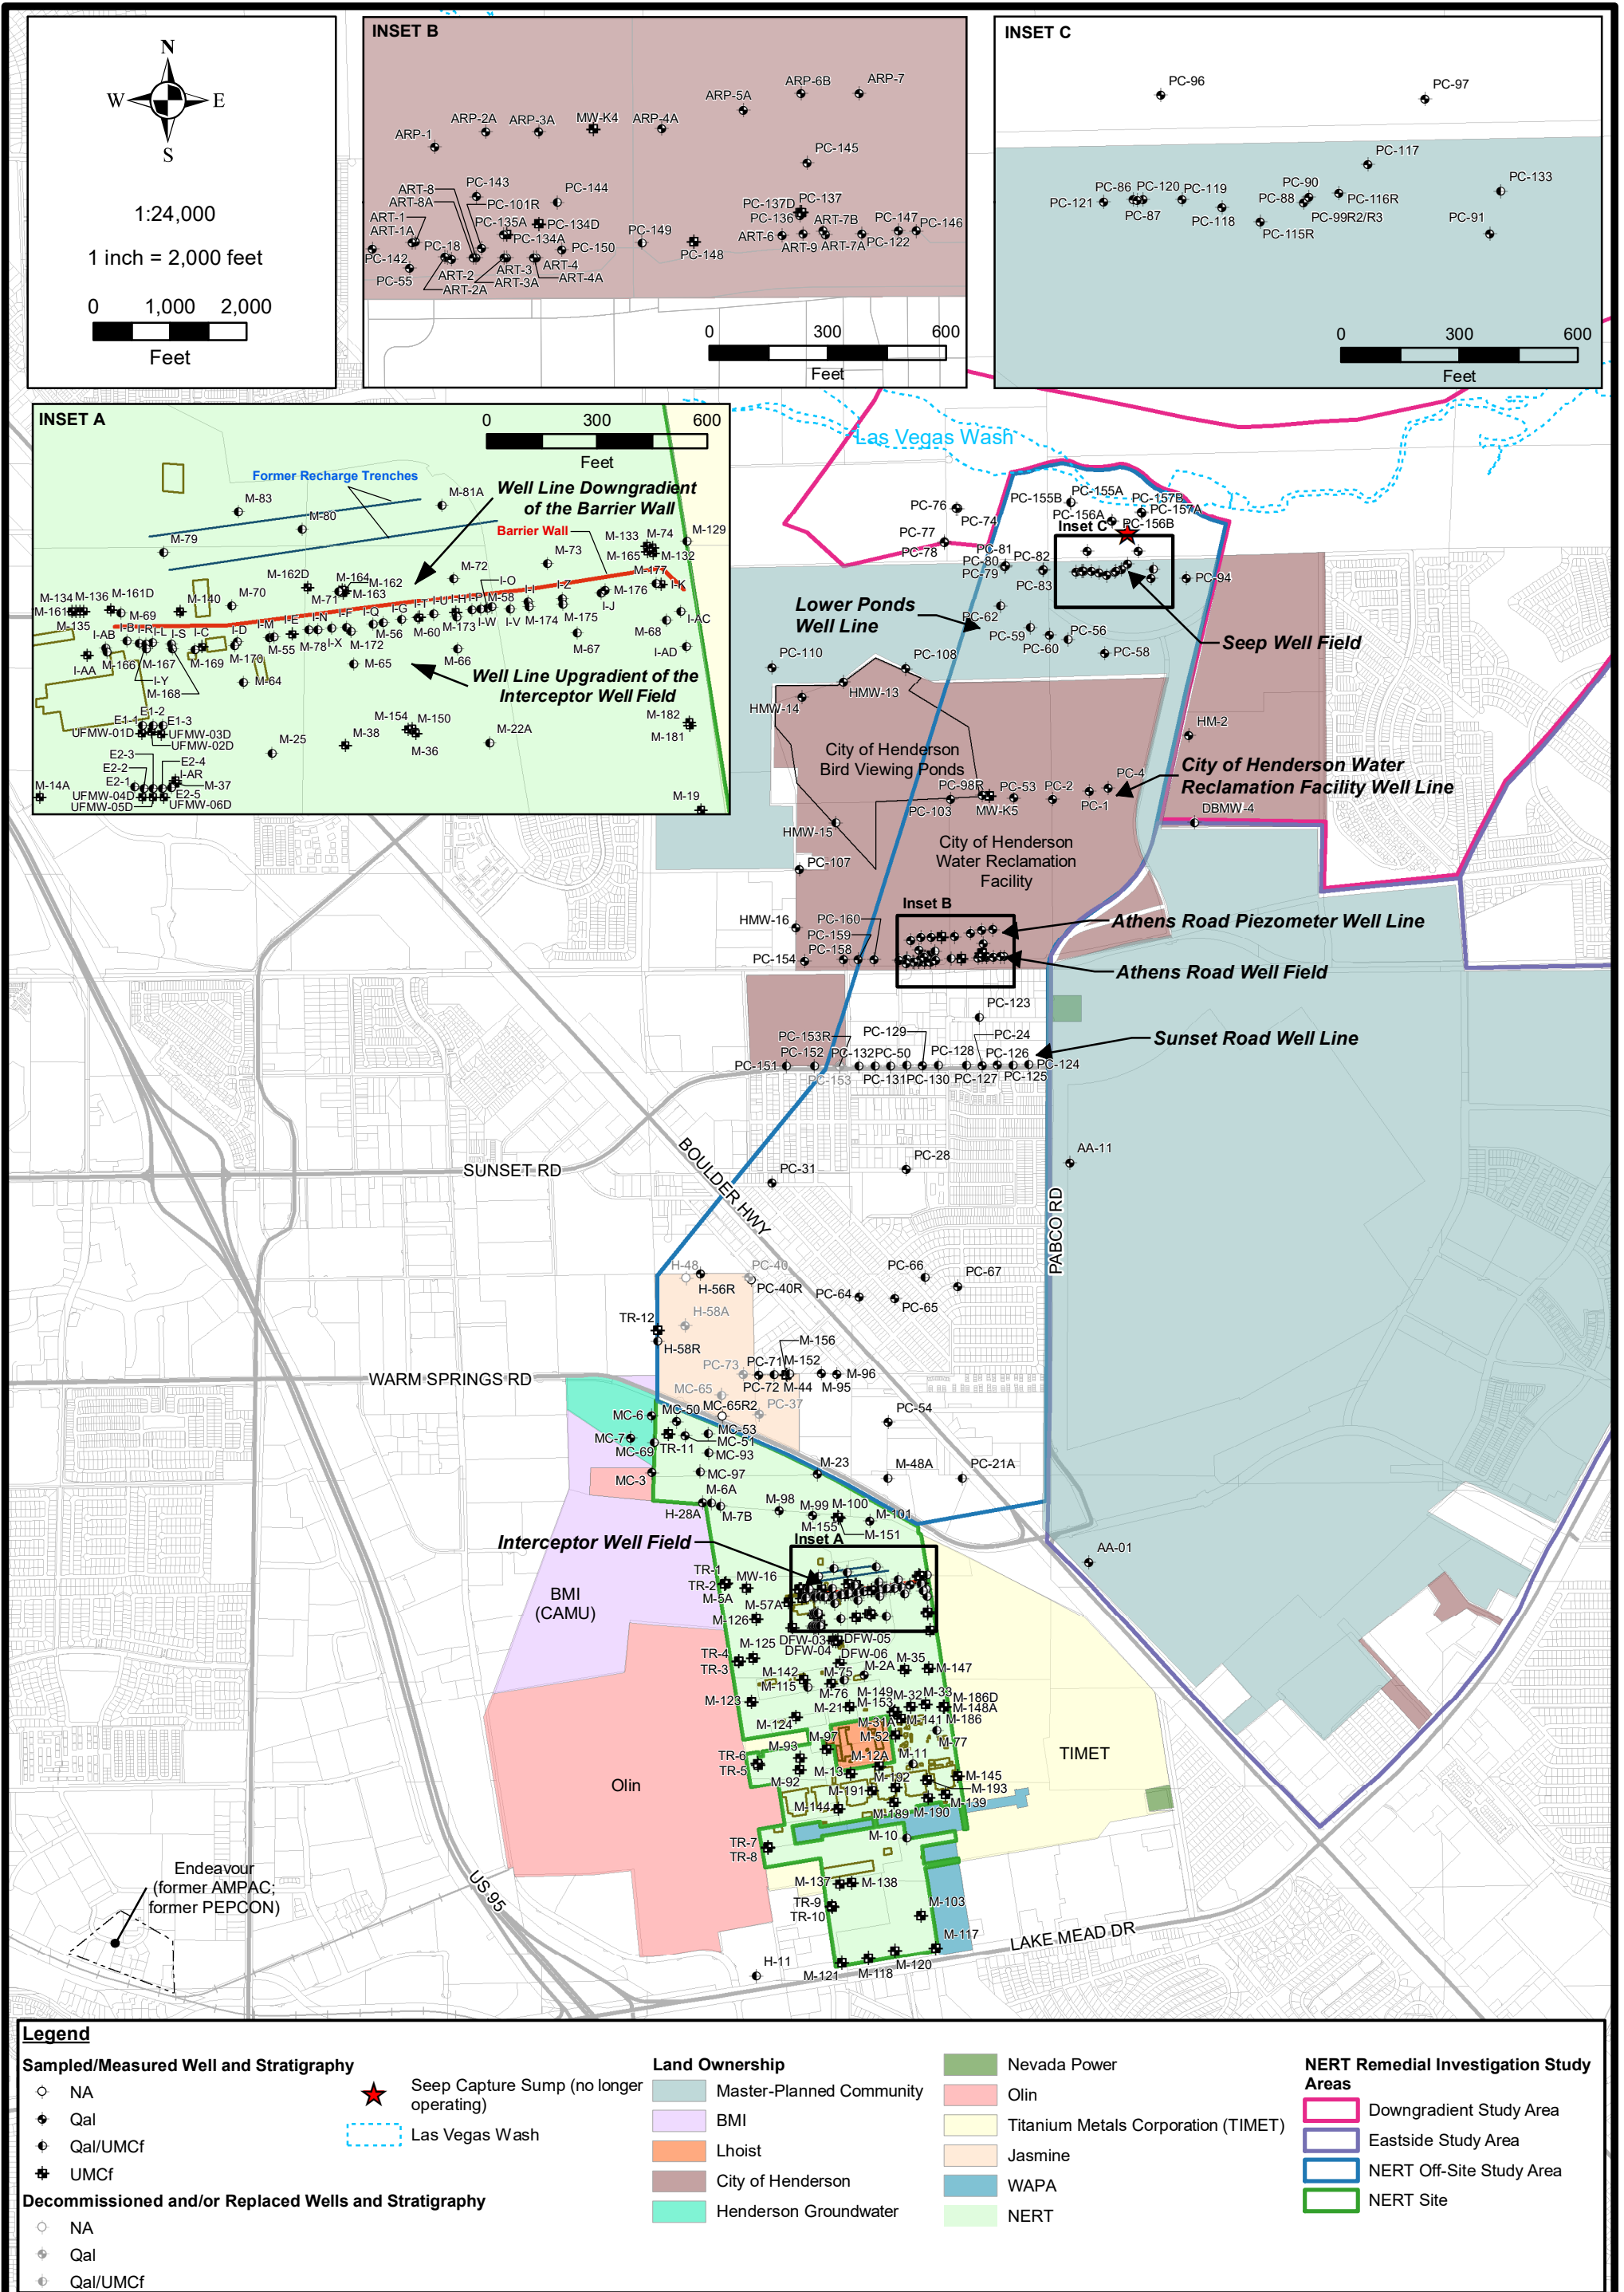 N
W
E
S
1:24,000
1 inch = 2,000 feet
0 1,000 2,000
Feet
INSET B
ARP-6B
ARP-7
ARP-5A
ARP-2A
ARP-3A
MW-K4
ARP-4A
ARP-1
PC-145
ART-8
ART-8A
PC-143
PC-144
PC-101R
PC-137D
PC-137
PC-136
ART-1
ART-1A
PC-135A
PC-134D
PC-134A
ART-7B
PC-147
PC-146
PC-18
PC-150
PC-149
ART-6
ART-9
ART-7A
PC-122
PC-142
PC-148
PC-55
ART-2
ART-2A
ART-3
ART-3A
ART-4
ART-4A
0 300 600
Feet
INSET C
PC-96
PC-97
PC-117
PC-86
PC-120
PC-119
PC-90
PC-133
PC-121
PC-87
PC-88
PC-116R
PC-118
PC-99R2/R3
PC-91
PC-115R
0 300 600
Feet
INSET A
0 300 600
Feet
Former Recharge Trenches
M-83
M-81A
Well Line Downgradient
of the Barrier Wall
M-80
Barrier Wall
M-79
M-133
M-74
M-129
M-165
M-132
M-73
M-72
M-177
M-162D
M-164
M-162
M-71
M-163
I-O
I-Z
I-K
M-134
M-136
M-161D
M-161
M-69
M-140
M-70
M-135
I-AB
I-B
I-R
I-L
I-S
I-C
I-D
I-M
I-E
I-N
I-F
I-Q
I-G
I-T
I-U
I-H
I-P
M-58
I-I
M-176
I-J
I-AC
M-55
M-78
I-X
M-56
M-172
M-60
M-173
I-W
I-V
M-174
M-175
M-68
M-67
I-AD
M-66
M-65
I-AA
M-166
M-167
M-169
M-170
I-Y
M-168
M-64
Well Line Upgradient of the
Interceptor Well Field
E1-2
E1-1
E1-3
UFMW-01D
UFMW-03D
UFMW-02D
M-154
M-150
M-25
M-38
M-36
M-22A
M-182
M-181
E2-3
E2-4
E2-2
I-AR
E2-1
M-37
E2-5
M-14A
UFMW-04D
UFMW-05D
UFMW-06D
M-19
Las Vegas Wash
PC-76
PC-74
PC-77
PC-78
PC-155B
PC-155A
PC-157B
PC-157A
PC-156A
PC-156B
Inset C
PC-81
PC-80
PC-79
PC-82
PC-83
PC-94
Lower Ponds
Well Line
PC-62
PC-59
PC-56
PC-60
PC-58
Seep Well Field
PC-110
PC-108
HMW-13
HMW-14
HM-2
City of Henderson
Bird Viewing Ponds
City of Henderson Water
Reclamation Facility Well Line
PC-98R
PC-53
PC-2
PC-4
PC-103
MW-K5
PC-1
DBMW-4
HMW-15
City of Henderson
Water Reclamation
Facility
PC-107
Inset B
HMW-16
PC-160
PC-159
PC-158
PC-154
Athens Road Piezometer Well Line
Athens Road Well Field
PC-123
Sunset Road Well Line
PC-153R
PC-129
PC-24
PC-152
PC-132
PC-50
PC-128
PC-126
PC-151
PC-124
PC-153
PC-131
PC-130
PC-127
PC-125
SUNSET RD
BOULDER HWY
PC-28
PC-31
AA-11
PABCO RD
H-48
PC-40
H-56R
PC-40R
PC-66
PC-67
PC-64
PC-65
H-58A
TR-12
H-58R
M-156
PC-73
PC-71
M-152
M-96
PC-72
M-44
M-95
WARM SPRINGS RD
MC-65
MC-65R2
PC-37
PC-54
MC-6
MC-50
MC-53
MC-7
MC-51
MC-69
TR-11
MC-93
MC-3
MC-97
M-23
M-48A
PC-21A
M-6A
H-28A
M-7B
M-98
M-99
M-100
M-101
M-155
M-151
Interceptor Well Field
Inset A
AA-01
TR-1
TR-2
MW-16
M-5A
M-57A
BMI
(CAMU)
M-126
DFW-03
DFW-05
DFW-04
DFW-06
M-125
TR-4
TR-3
M-142
M-75
M-2A
M-35
M-147
M-115
M-76
M-123
M-149
M-32
M-33
M-186D
M-21
M-153
M-148A
M-124
M-31A
M-141
M-186
M-97
M-52
M-77
TR-6
M-93
M-12A
M-11
TIMET
TR-5
M-92
M-13
M-192
M-145
Olin
M-191
M-193
M-144
M-139
M-189
M-190
TR-7
TR-8
M-10
M-137
M-138
TR-9
TR-10
M-103
M-117
LAKE MEAD DR
H-11
M-121
M-118
M-120
Endeavour
(former AMPAC;
former PEPCON)
US 95
Legend
Sampled/Measured Well and Stratigraphy
NA
Qal
Qal/UMCf
UMCf
Decommissioned and/or Replaced Wells and Stratigraphy
NA
Qal
Qal/UMCf
Seep Capture Sump (no longer
operating)
Las Vegas Wash
Land Ownership
Master-Planned Community
BMI
Lhoist
City of Henderson
Henderson Groundwater
Nevada Power
Olin
Titanium Metals Corporation (TIMET)
Jasmine
WAPA
NERT
NERT Remedial Investigation Study
Areas
Downgradient Study Area
Eastside Study Area
NERT Off-Site Study Area
NERT Site